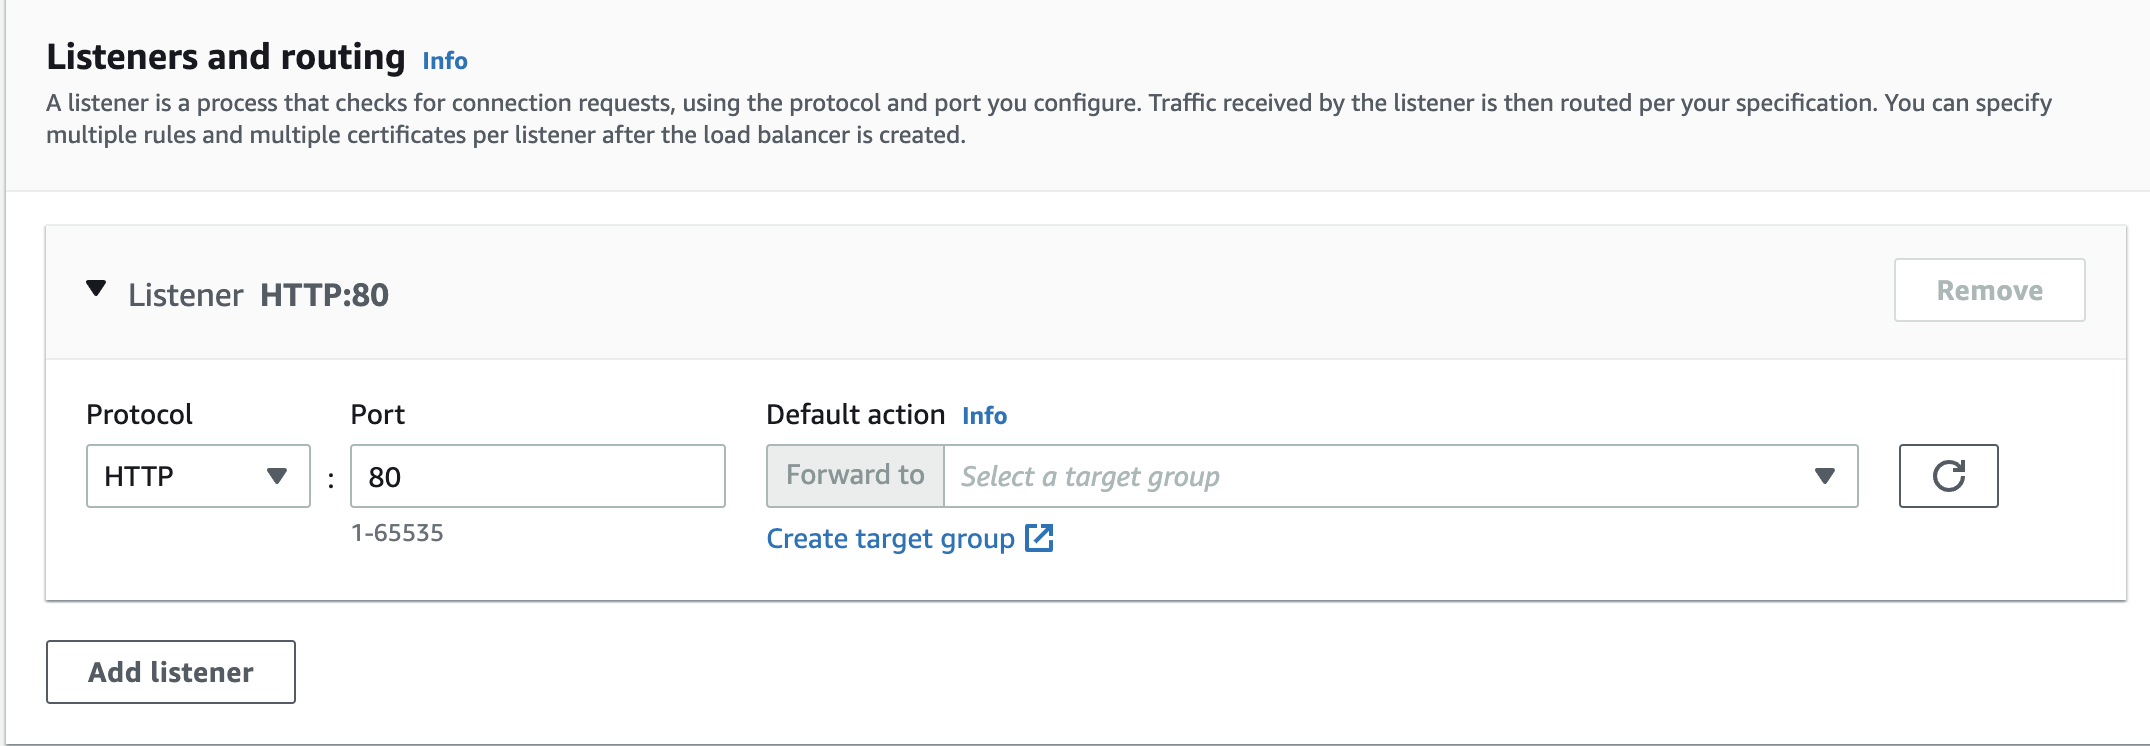 Listeners and routing Info
A listener is a process that checks for connection requests, using the protocol and port you configure. Traffic received by the listener is then routed per your specification. You can specify
multiple rules and multiple certificates per listener after the load balancer is created.
Listener HTTP:80
Remove
Protocol
Port
Default action Info
HTTP
:
80
Forward to
Select a target group
1-65535
Create target group
Add listener